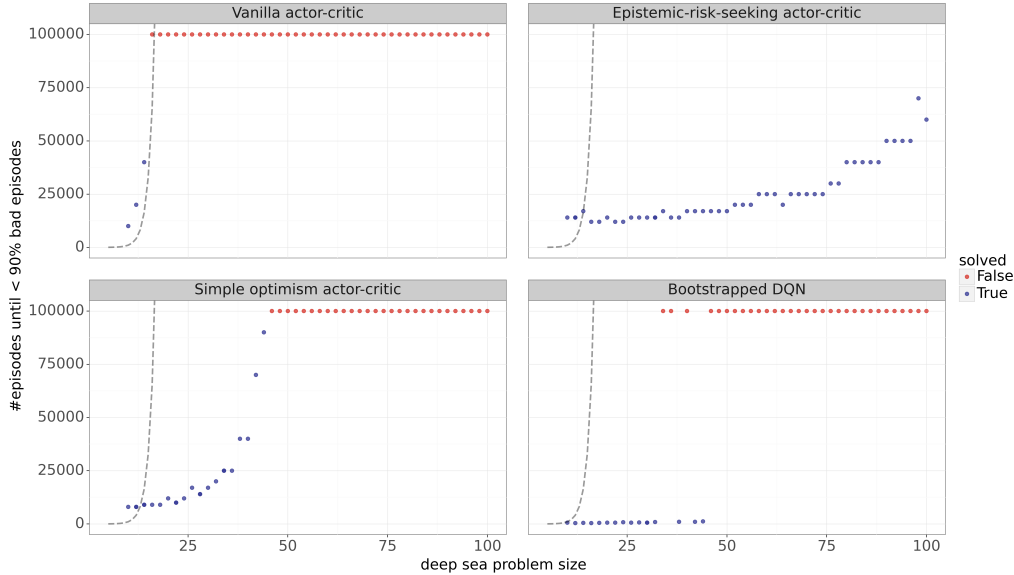 Vanilla actor-critic
Epistemic-risk-seeking actor-critic
100000
75000
50000
25000
0
Simple optimism actor-critic
Bootstrapped DQN
100000
75000
50000
25000
0
25
50
75
100
25
50
75
100
deep sea problem size
#episodes until < 90% bad episodes
solved
False
True